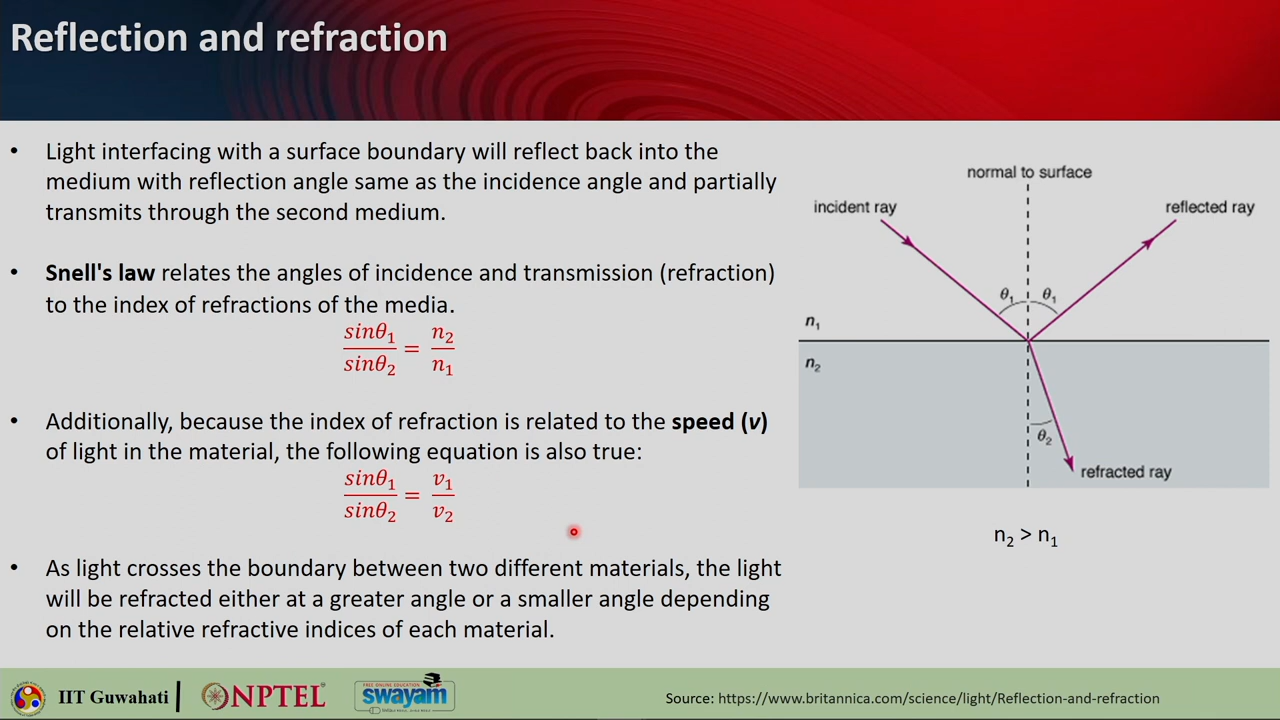 Reflection and refraction
• Light interfacing with a surface boundary will reflect back into the
medium with reflection angle same as the incidence angle and partially
transmits through the second medium.
• Snell's law relates the angles of incidence and transmission (refraction)
to the index of refractions of the media.
sinθ₁/sinθ₂ = n₂/n₁
• Additionally, because the index of refraction is related to the speed (v)
of light in the material, the following equation is also true:
sinθ₁/sinθ₂ = v₁/v₂
• As light crosses the boundary between two different materials, the light
will be refracted either at a greater angle or a smaller angle depending
on the relative refractive indices of each material.
normal to surface
incident ray
reflected ray
θ₁ θ₁
n₁
n₂
θ₂
refracted ray
n₂ > n₁
IIT Guwahati
NPTEL
FREE ONLINE EDUCATION
swayam
Source: https://www.britannica.com/science/light/Reflection-and-refraction